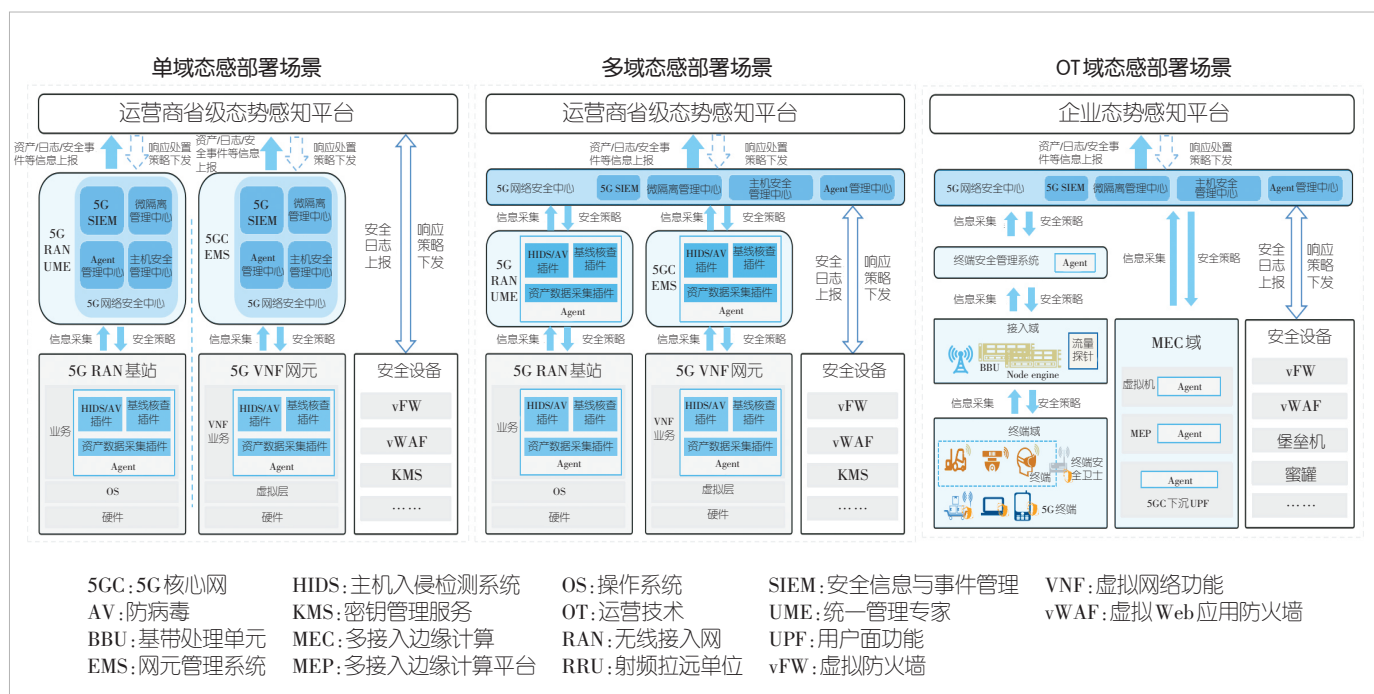 单域态感部署场景
运营商省级态势感知平台
资产/日志/安全事
件等信息上报
响应处置
策略下发
资产/日志/安
全事件等信息
上报
响应处置
策略下发
5G
RAN
UME
5G
SIEM
微隔离
管理中心
Agent
管理中心
主机安全
管理中心
5G网络安全中心
5GC
EMS
5G
SIEM
微隔离
管理中心
Agent
管理中心
主机安全
管理中心
5G网络安全中心
安全
日志
上报
响应
策略
下发
信息采集
安全策略
信息采集
安全策略
5G RAN基站
业务
HIDS/AV
插件
基线核查
插件
资产数据采集插件
Agent
OS
硬件
5G VNF网元
VNF
业务
HIDS/AV
插件
基线核查
插件
资产数据采集插件
Agent
虚拟层
硬件
安全设备
vFW
vWAF
KMS
……
多域态感部署场景
运营商省级态势感知平台
资产/日志/安全事
件等信息上报
响应处置
策略下发
5G网络安全中心
5G SIEM
微隔离管理中心
主机安全
管理中心
Agent管理中心
信息采集
安全策略
信息采集
安全策略
5G
RAN
UME
HIDS/AV
插件
基线核查
插件
资产数据采集插件
Agent
5GC
EMS
HIDS/AV
插件
基线核查
插件
资产数据采集插件
Agent
安全
日志
上报
响应
策略
下发
信息采集
安全策略
信息采集
安全策略
5G RAN基站
业务
HIDS/AV
插件
基线核查
插件
资产数据采集插件
Agent
OS
硬件
5G VNF网元
VNF
业务
HIDS/AV
插件
基线核查
插件
资产数据采集插件
Agent
虚拟层
硬件
安全设备
vFW
vWAF
KMS
……
OT域态感部署场景
企业态势感知平台
资产/日志/安全事
件等信息上报
响应处置
策略下发
5G网络安全中心
5G SIEM
微隔离管理中心
主机安全
管理中心
Agent管理中心
信息采集
安全策略
终端安全管理系统
Agent
信息采集
安全策略
信息采集
安全策略
安全
日志
上报
响应
策略
下发
接入域
BBU
Node engine
流量
探针
信息采集
安全策略
终端域
终端
终端安
全卫士
5G终端
MEC域
虚拟机
Agent
MEP
Agent
Agent
5GC下沉UPF
安全设备
vFW
vWAF
堡垒机
蜜罐
……
5GC:5G核心网
AV:防病毒
BBU:基带处理单元
EMS:网元管理系统
HIDS:主机入侵检测系统
KMS:密钥管理服务
MEC:多接入边缘计算
MEP:多接入边缘计算平台
OS:操作系统
OT:运营技术
RAN:无线接入网
RRU:射频拉远单位
SIEM:安全信息与事件管理
UME:统一管理专家
UPF:用户面功能
vFW:虚拟防火墙
VNF:虚拟网络功能
vWAF:虚拟Web应用防火墙